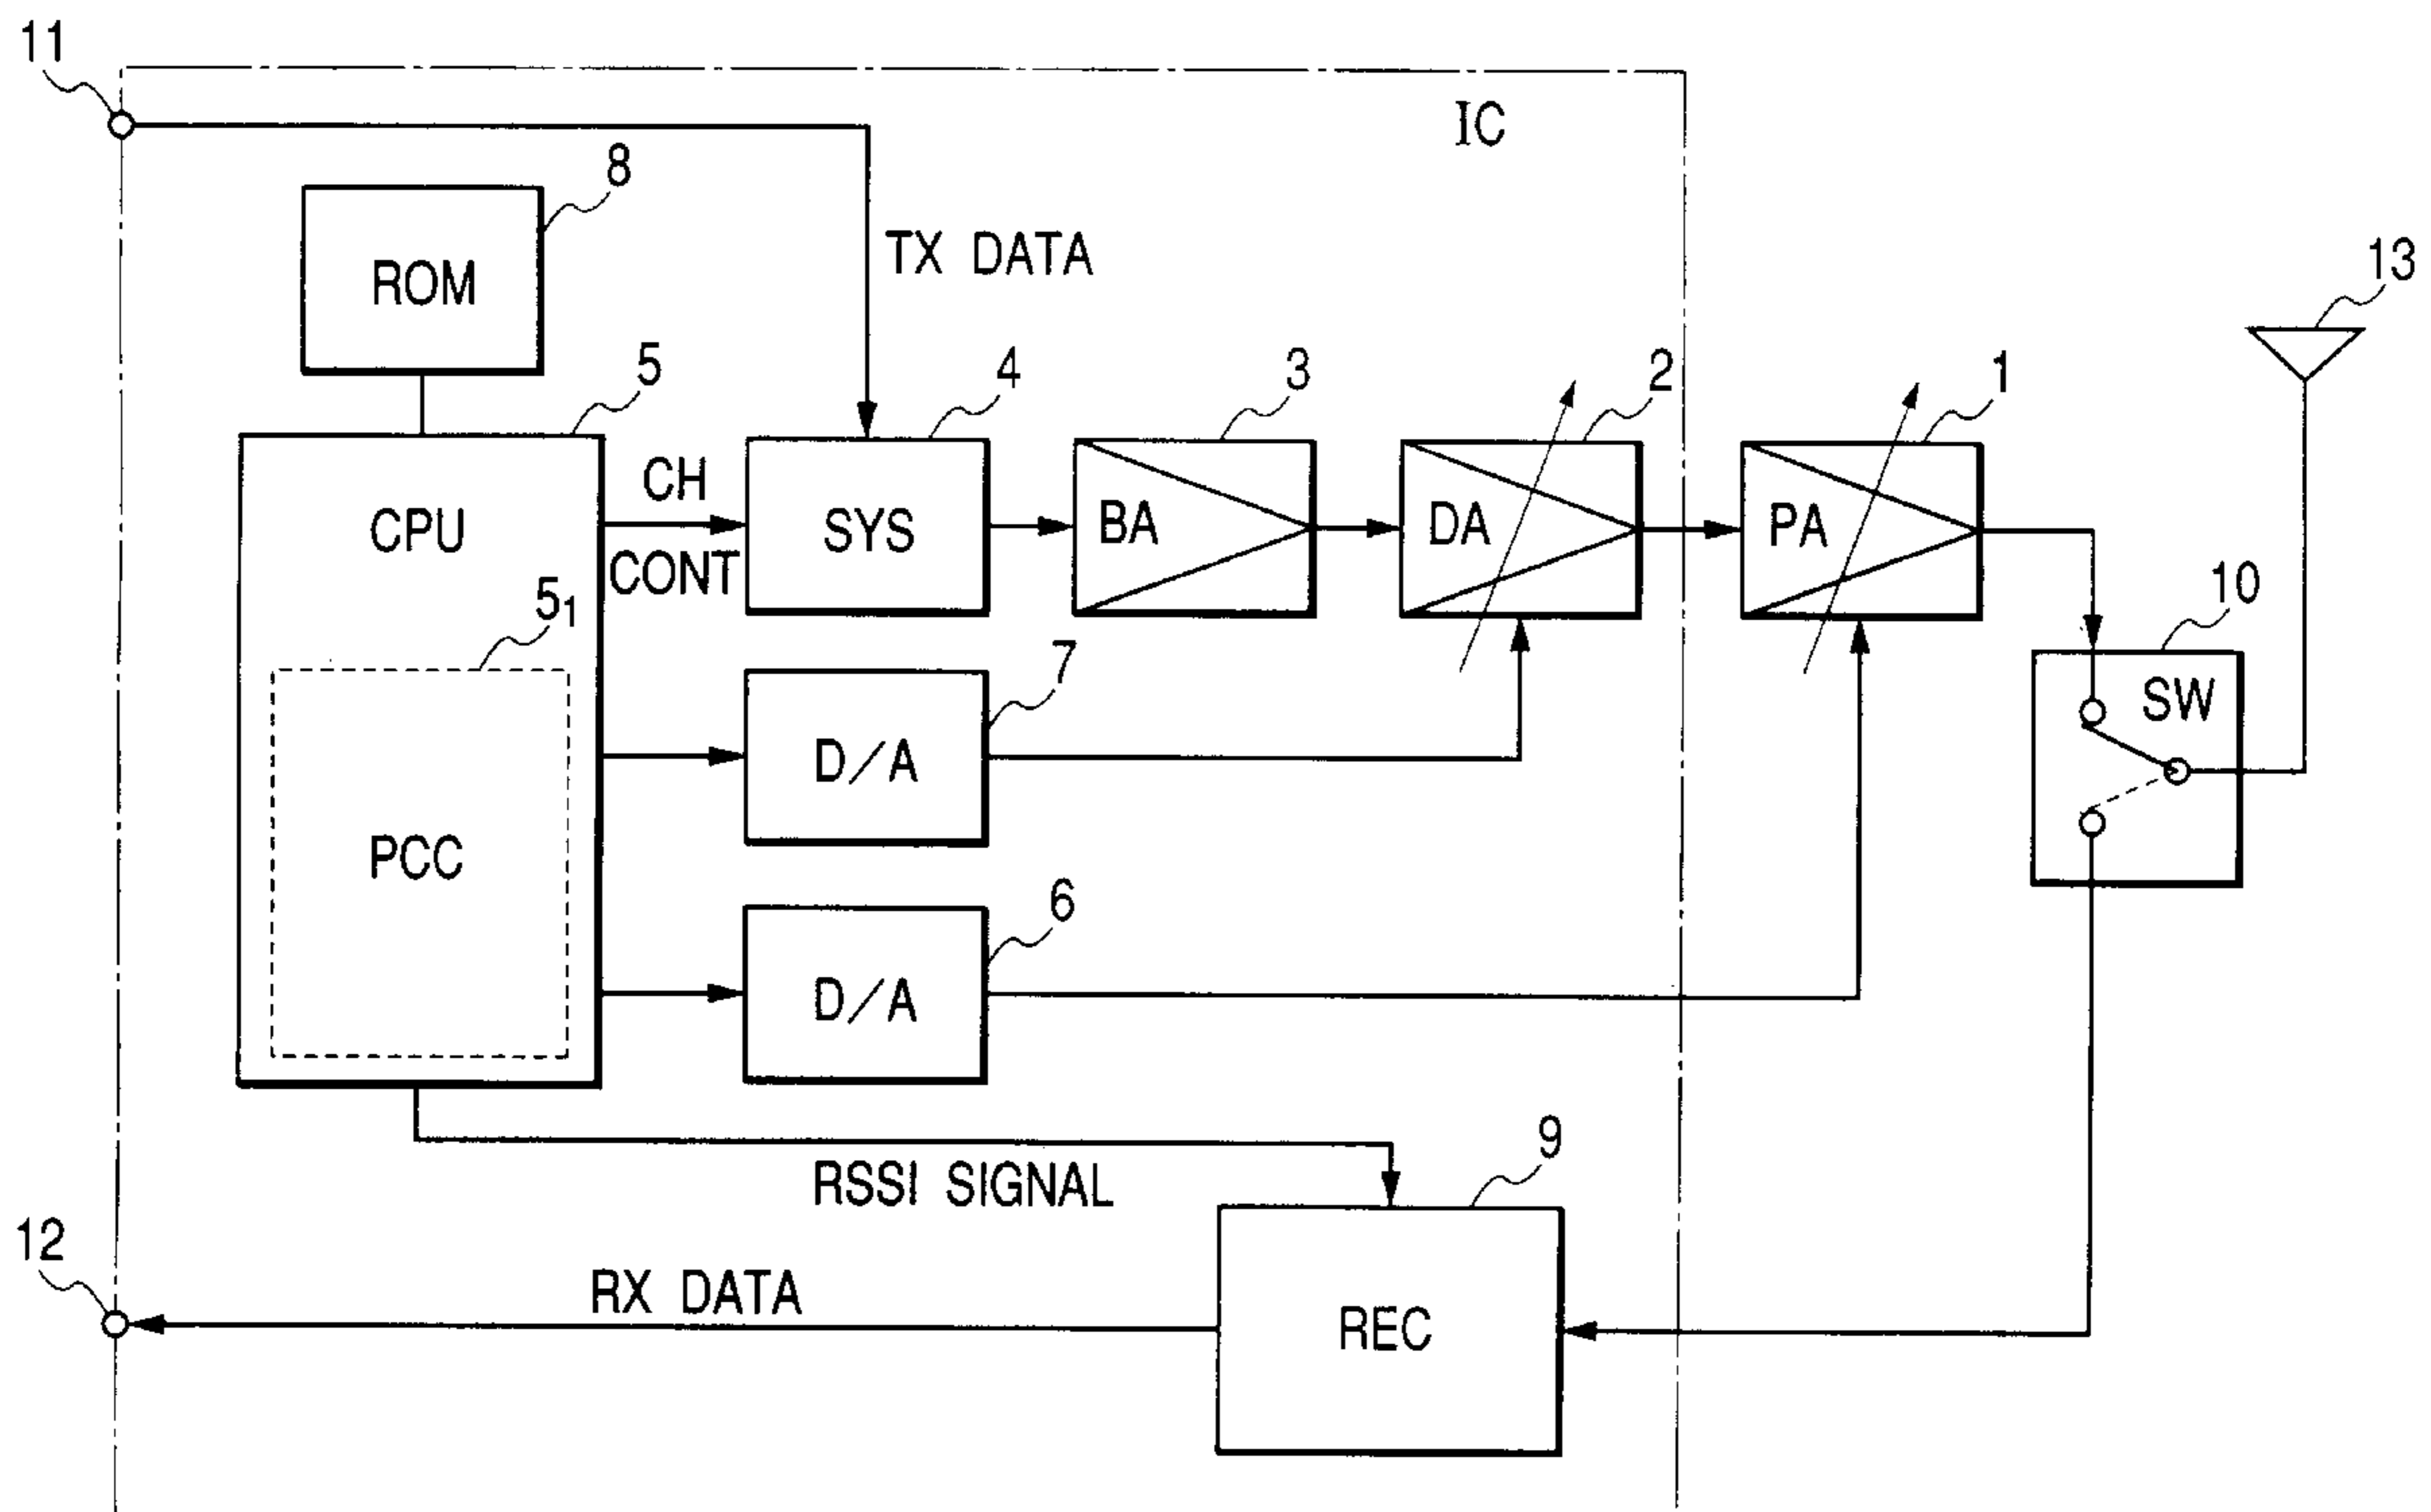 11
IC
8
ROM
TX DATA
13
5
4
3
2
1
CPU
CH
CONT
SYS
BA
DA
PA
10
5₁
7
SW
D/A
PCC
6
D/A
RSSI SIGNAL
9
12
RX DATA
REC